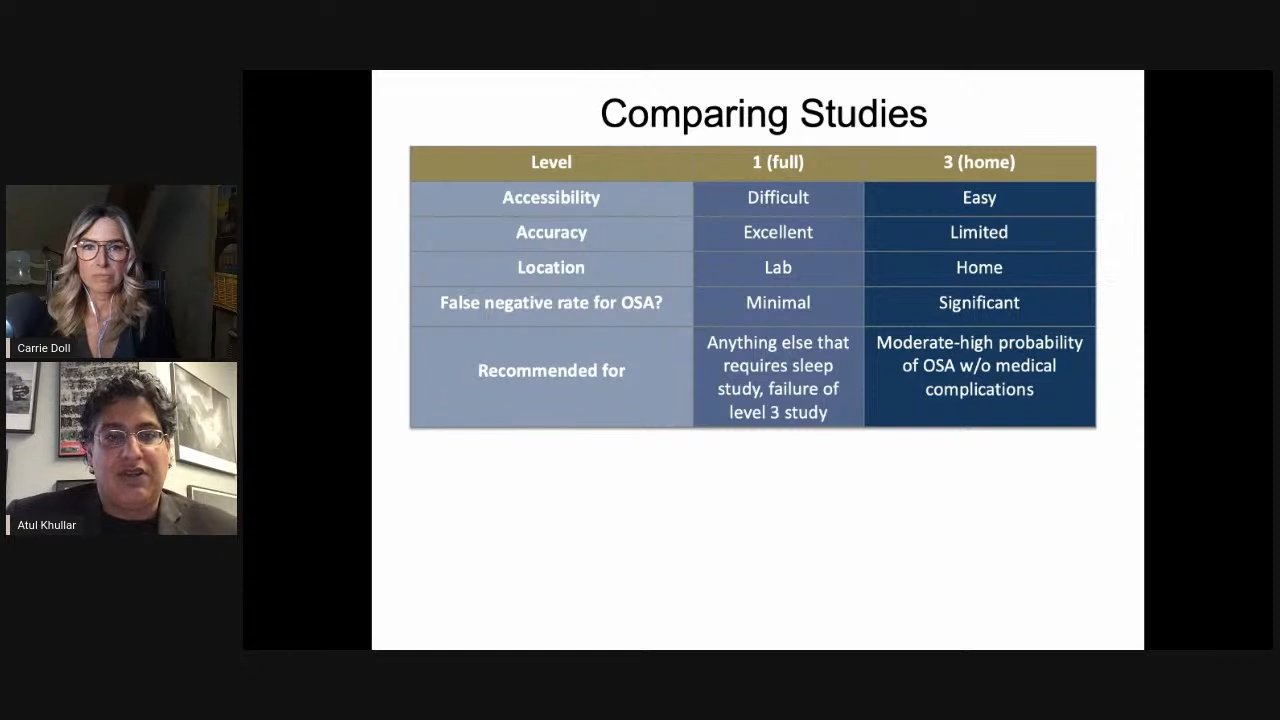 Comparing Studies
Level 1 (full) 3 (home)
Accessibility Difficult Easy
Accuracy Excellent Limited
Location Lab Home
False negative rate for OSA? Minimal Significant
Recommended for
Anything else that
requires sleep
study, failure of
level 3 study
Moderate-high probability
of OSA w/o medical
complications
Carrie Doll
Atul Khullar